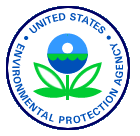 UNITED STATES
• ENVIRONMENTAL PROTECTION AGENCY •